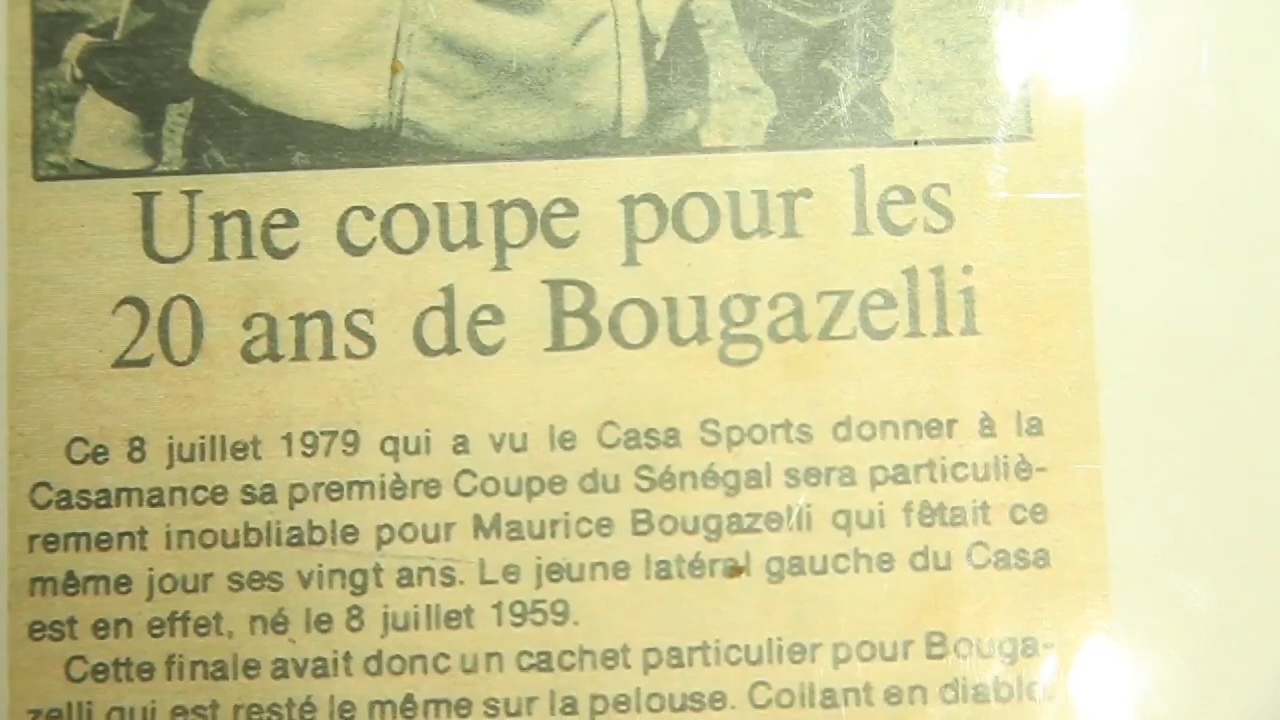 Une coupe pour les
20 ans de Bougazelli
Ce 8 juillet 1979 qui a vu le Casa Sports donner à la
Casamance sa première Coupe du Sénégal sera particuliè-
rement inoubliable pour Maurice Bougazelli qui fêtait ce
même jour ses vingt ans. Le jeune latéral gauche du Casa
est en effet, né le 8 juillet 1959.
Cette finale avait donc un cachet particulier pour Bouga-
zelli qui est resté le même sur la pelouse. Collant en diable